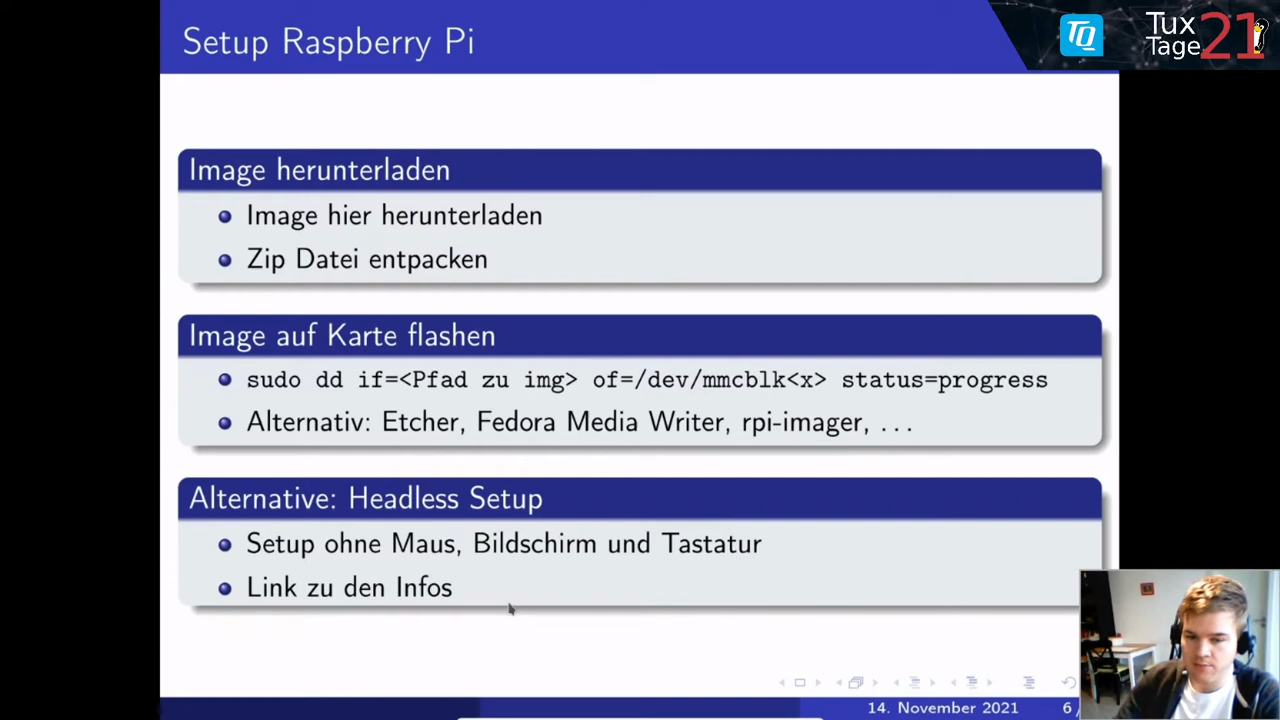 Setup Raspberry Pi
TQ
Tux
Tage
21
Image herunterladen
Image hier herunterladen
Zip Datei entpacken
Image auf Karte flashen
sudo dd if=<Pfad zu img> of=/dev/mmcblk<x> status=progress
Alternativ: Etcher, Fedora Media Writer, rpi-imager, ...
Alternative: Headless Setup
Setup ohne Maus, Bildschirm und Tastatur
Link zu den Infos
14. November 2021
6/